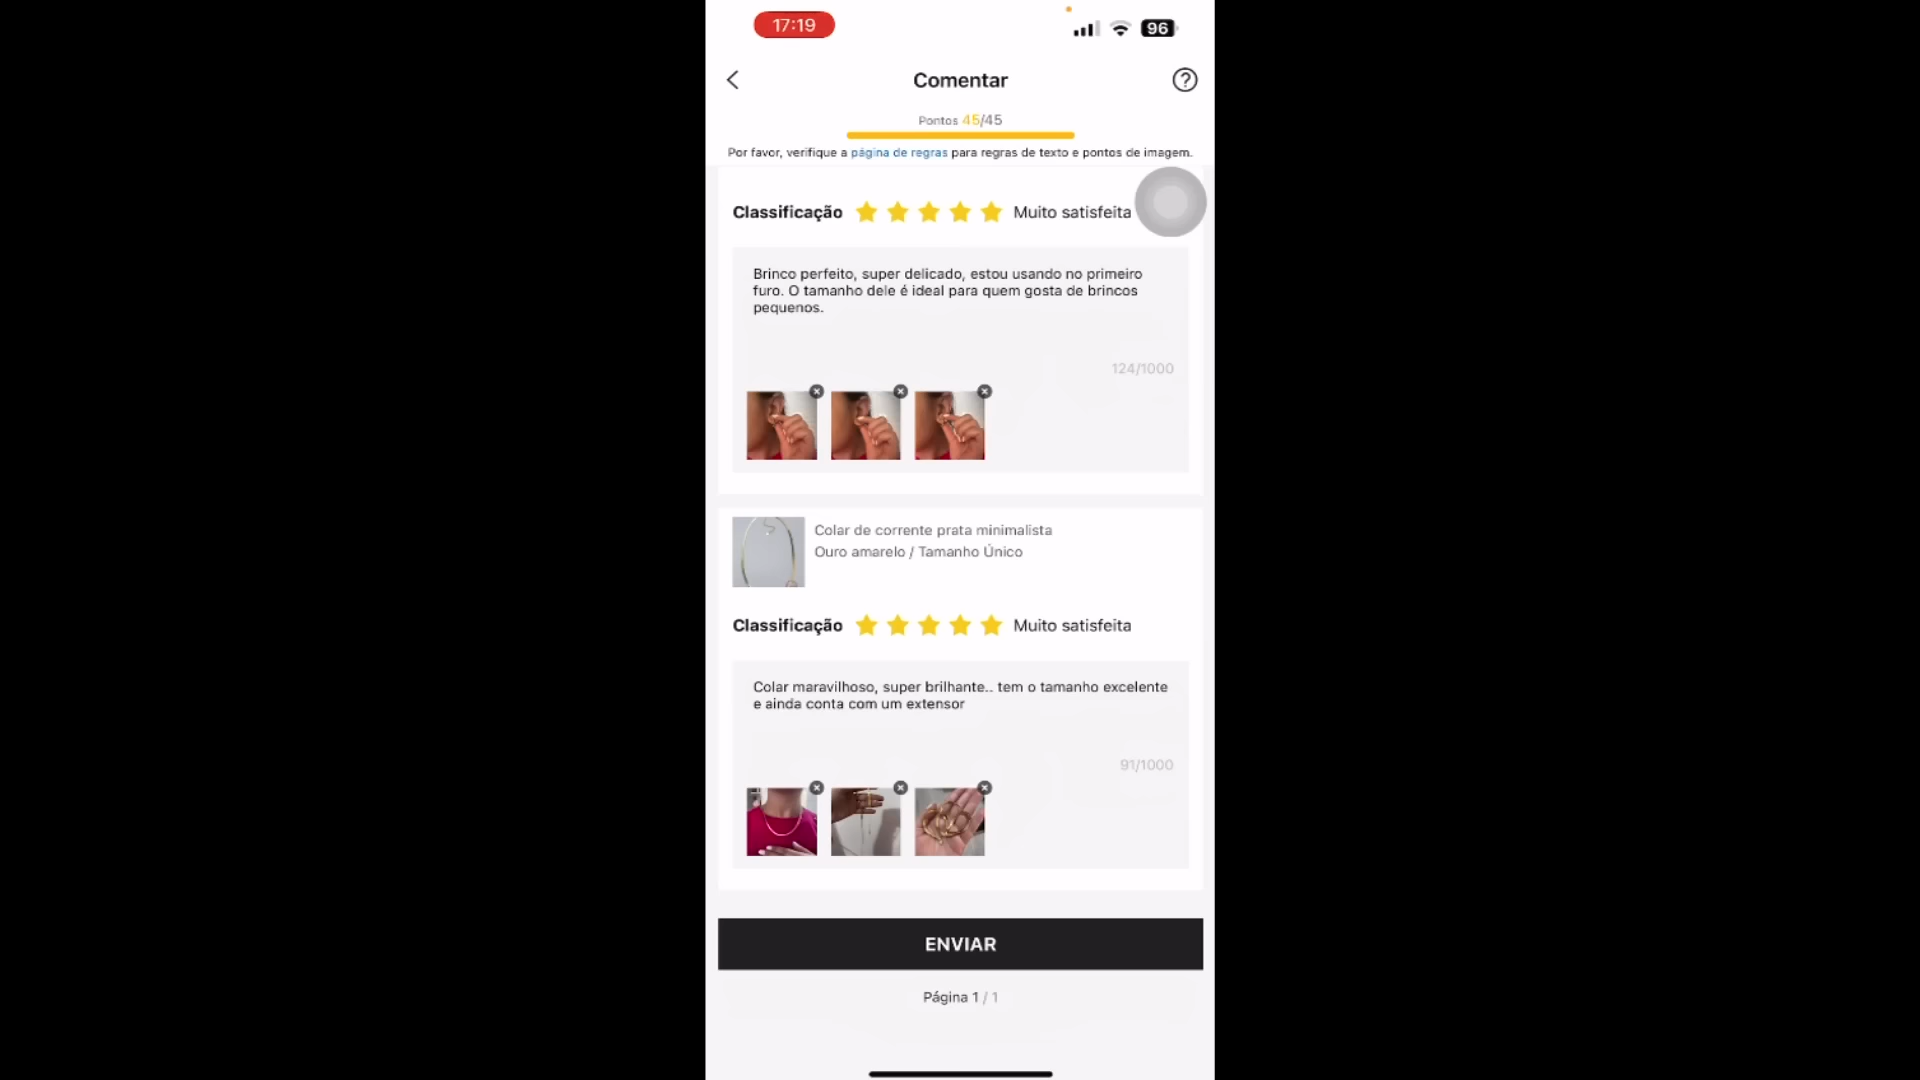 17:19
96
Comentar
Pontos 45/45
Por favor, verifique a página de regras para regras de texto e pontos de imagem.
Classificação Muito satisfeita
Brinco perfeito, super delicado, estou usando no primeiro
furo. O tamanho dele é ideal para quem gosta de brincos
pequenos.
124/1000
Colar de corrente prata minimalista
Ouro amarelo / Tamanho Único
Classificação Muito satisfeita
Colar maravilhoso, super brilhante.. tem o tamanho excelente
e ainda conta com um extensor
91/1000
ENVIAR
Página 1 / 1